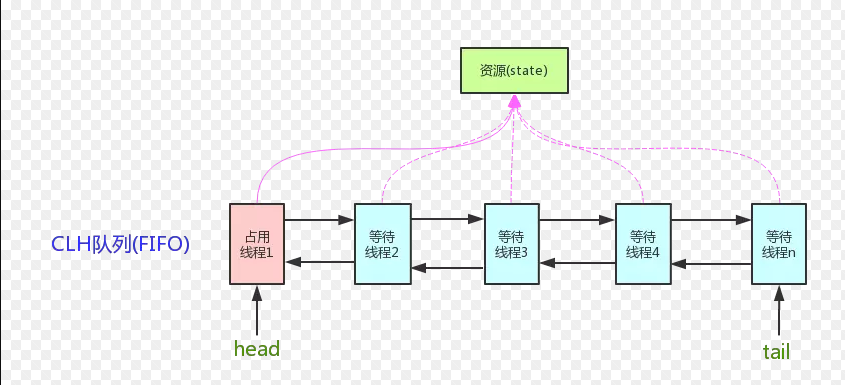 资源(state)
CLH队列(FIFO)
占用
线程1
等待
线程2
等待
线程3
等待
线程4
等待
线程n
head
tail